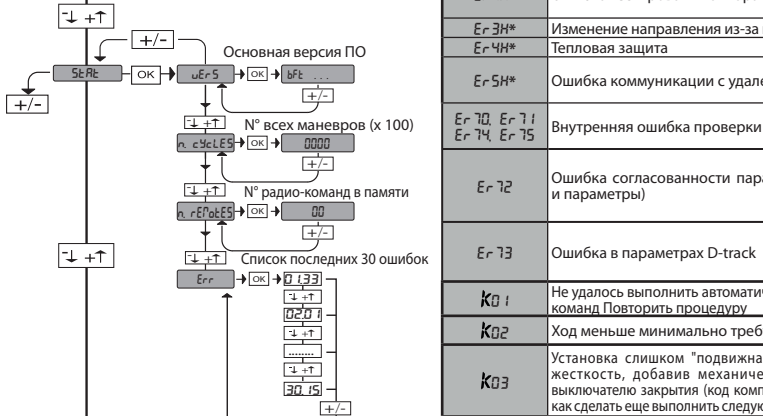 -↓ +↑
+/-
Основная версия ПО
StAt
OK
vErS
OK
bFt ...
+/-
+/-
-↓ +↑
N° всех маневров (x 100)
n. cYcLES
OK
0000
+/-
-↓ +↑
N° радио-команд в памяти
n. rEMotES
OK
00
+/-
-↓ +↑
-↓ +↑
Список последних 30 ошибок
Err
OK
01.33
-↓ +↑
02.01
-↓ +↑
........
-↓ +↑
30.15
+/-
Er3H*
Изменение направления из-за
Er4H*
Тепловая защита
Er5H*
Ошибка коммуникации с удале
Er70, Er71
Er74, Er75
Внутренняя ошибка проверки
Er72
Ошибка согласованности пара
и параметры)
Er73
Ошибка в параметрах D-track
K01
Не удалось выполнить автоматич
команд Повторить процедуру
K02
Ход меньше минимально треб
K03
Установка слишком "подвижна
жесткость, добавив механиче
выключателю закрытия (код комп
как сделать еще выполнить следую